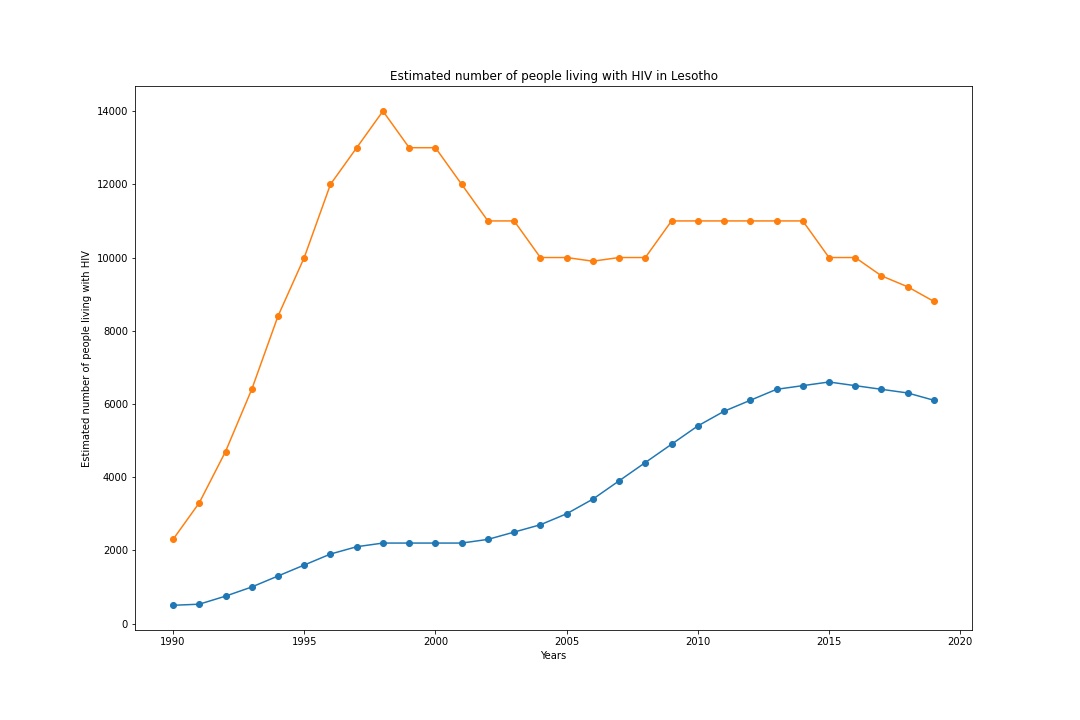 Estimated number of people living with HIV in Lesotho
Estimated number of people living with HIV
14000
12000
10000
8000
6000
4000
2000
0
1990 1995 2000 2005 2010 2015 2020
Years